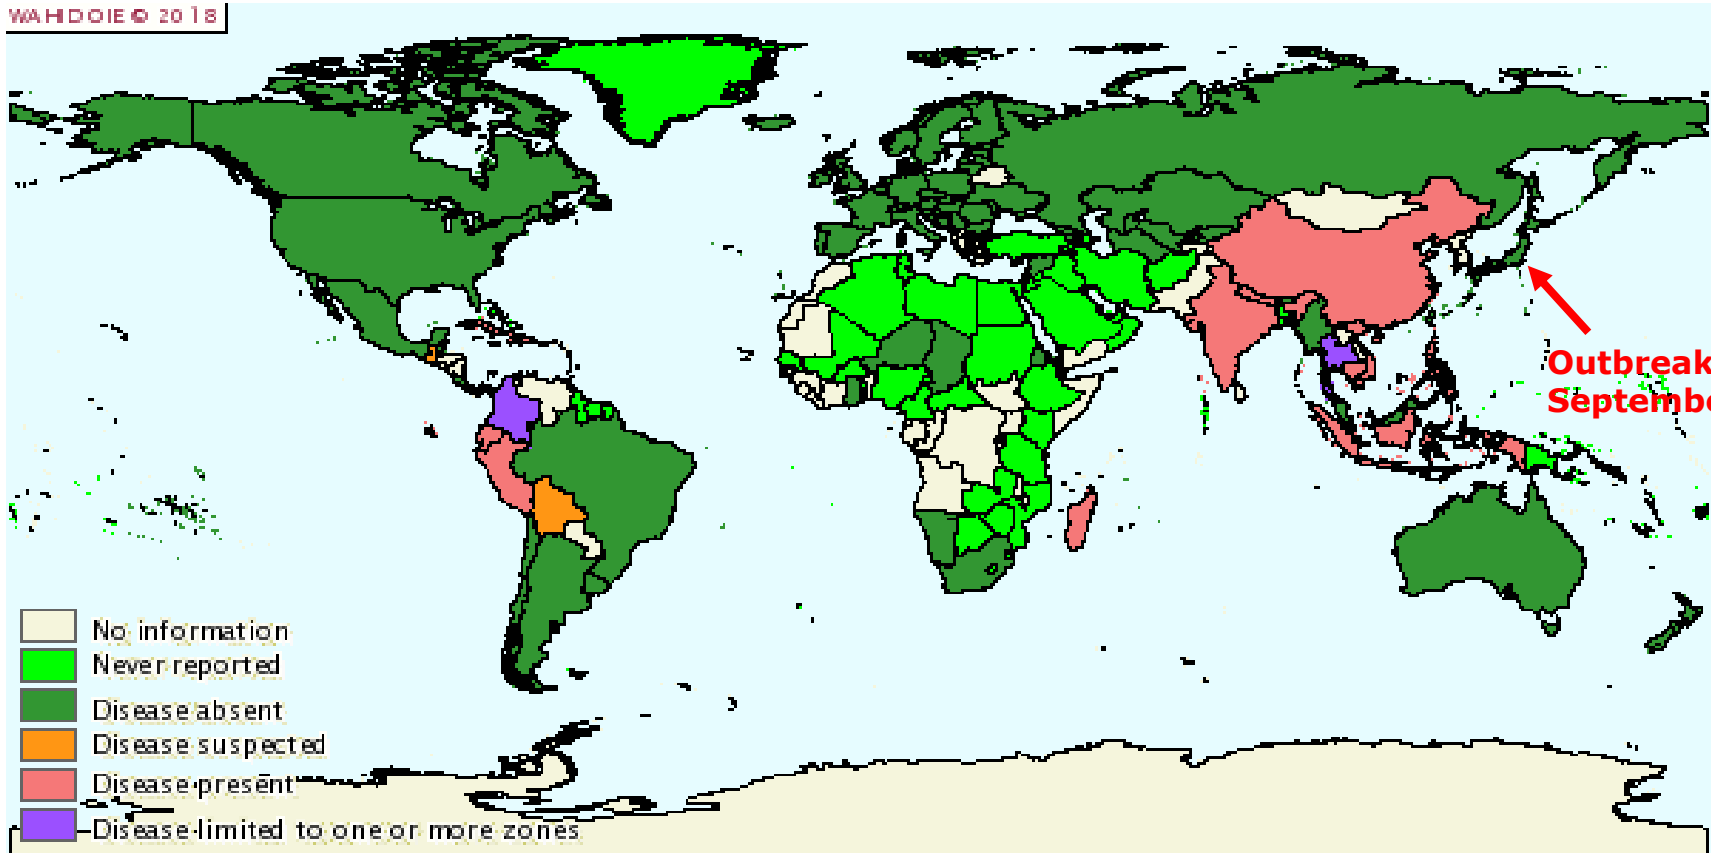 WAHIDOIE © 2018
Outbreak
Septemb
No information
Never reported
Disease absent
Disease suspected
Disease present
Disease limited to one or more zones